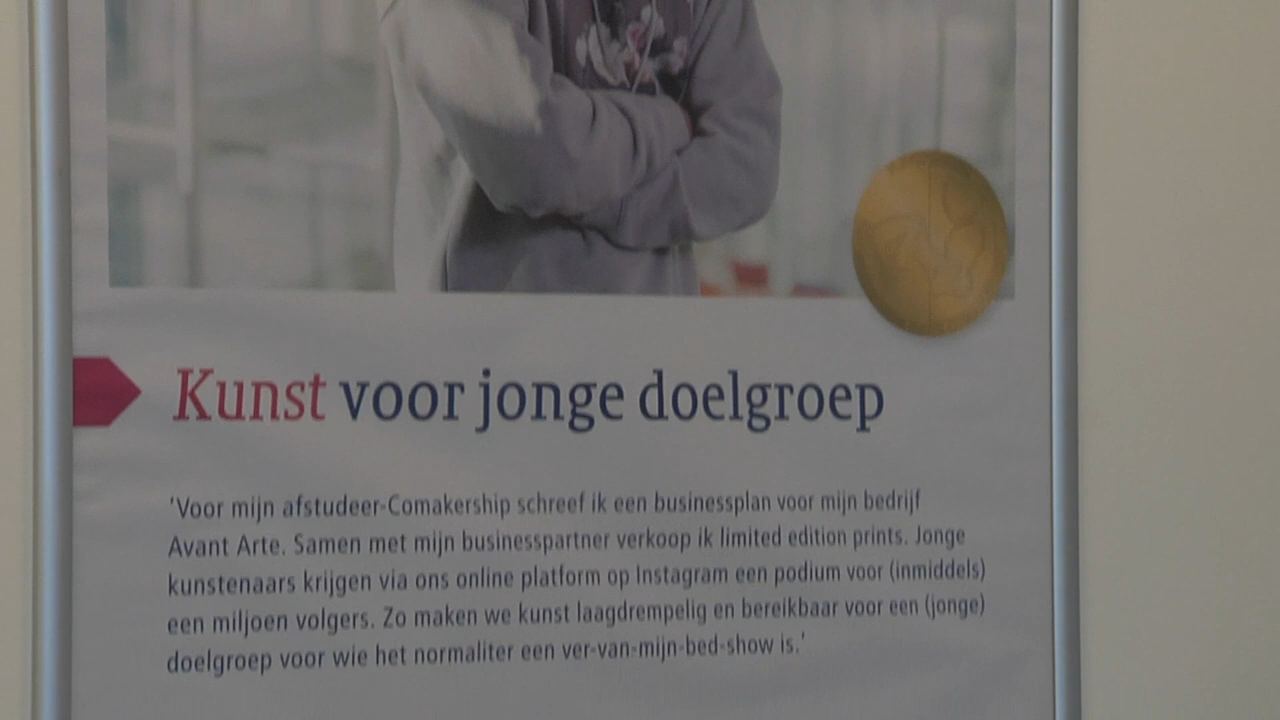 Kunst voor jonge doelgroep
'Voor mijn afstudeer-Comakership schreef ik een businessplan voor mijn bedrijf
Avant Arte. Samen met mijn businesspartner verkoop ik limited edition prints. Jonge
kunstenaars krijgen via ons online platform op Instagram een podium voor (inmiddels)
een miljoen volgers. Zo maken we kunst laagdrempelig en bereikbaar voor een (jonge)
doelgroep voor wie het normaliter een ver-van-mijn-bed-show is.'